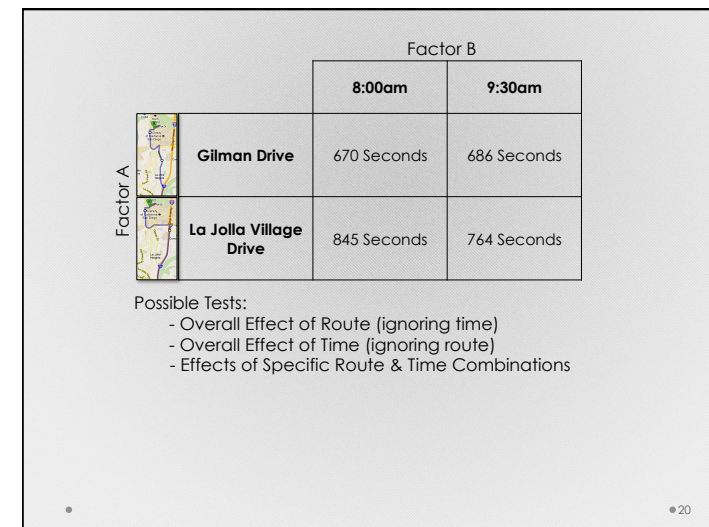 Factor B
8:00am 9:30am
Factor A
Gilman Drive 670 Seconds 686 Seconds
La Jolla Village
Drive 845 Seconds 764 Seconds
Possible Tests:
- Overall Effect of Route (ignoring time)
- Overall Effect of Time (ignoring route)
- Effects of Specific Route & Time Combinations
20